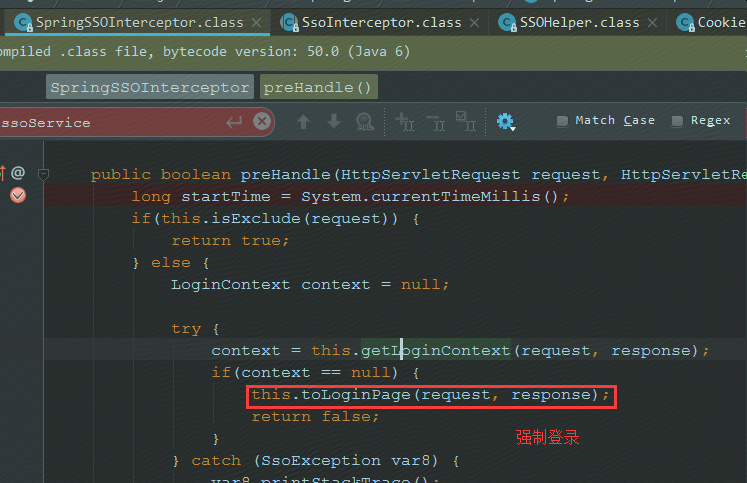 SpringSSOInterceptor.class SsoInterceptor.class SSOHelper.class Cookie
ompiled .class file, bytecode version: 50.0 (Java 6)
SpringSSOInterceptor preHandle()
ssoService Match Case Regex
public boolean preHandle(HttpServletRequest request, HttpServletRe
long startTime = System.currentTimeMillis();
if(this.isExclude(request)) {
return true;
} else {
LoginContext context = null;
try {
context = this.getLoginContext(request, response);
if(context == null) {
this.toLoginPage(request, response);
return false;
强制登录
}
} catch (SsoException var8) {
var8.printStackTrace();